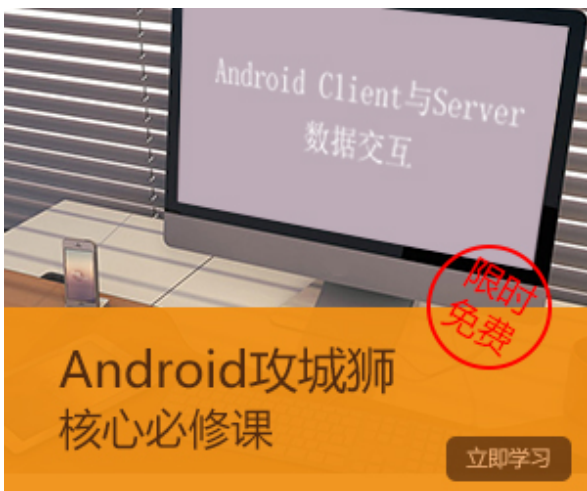 Android Client与Server
数据交互
限时
免费
Android攻城狮
核心必修课
立即学习